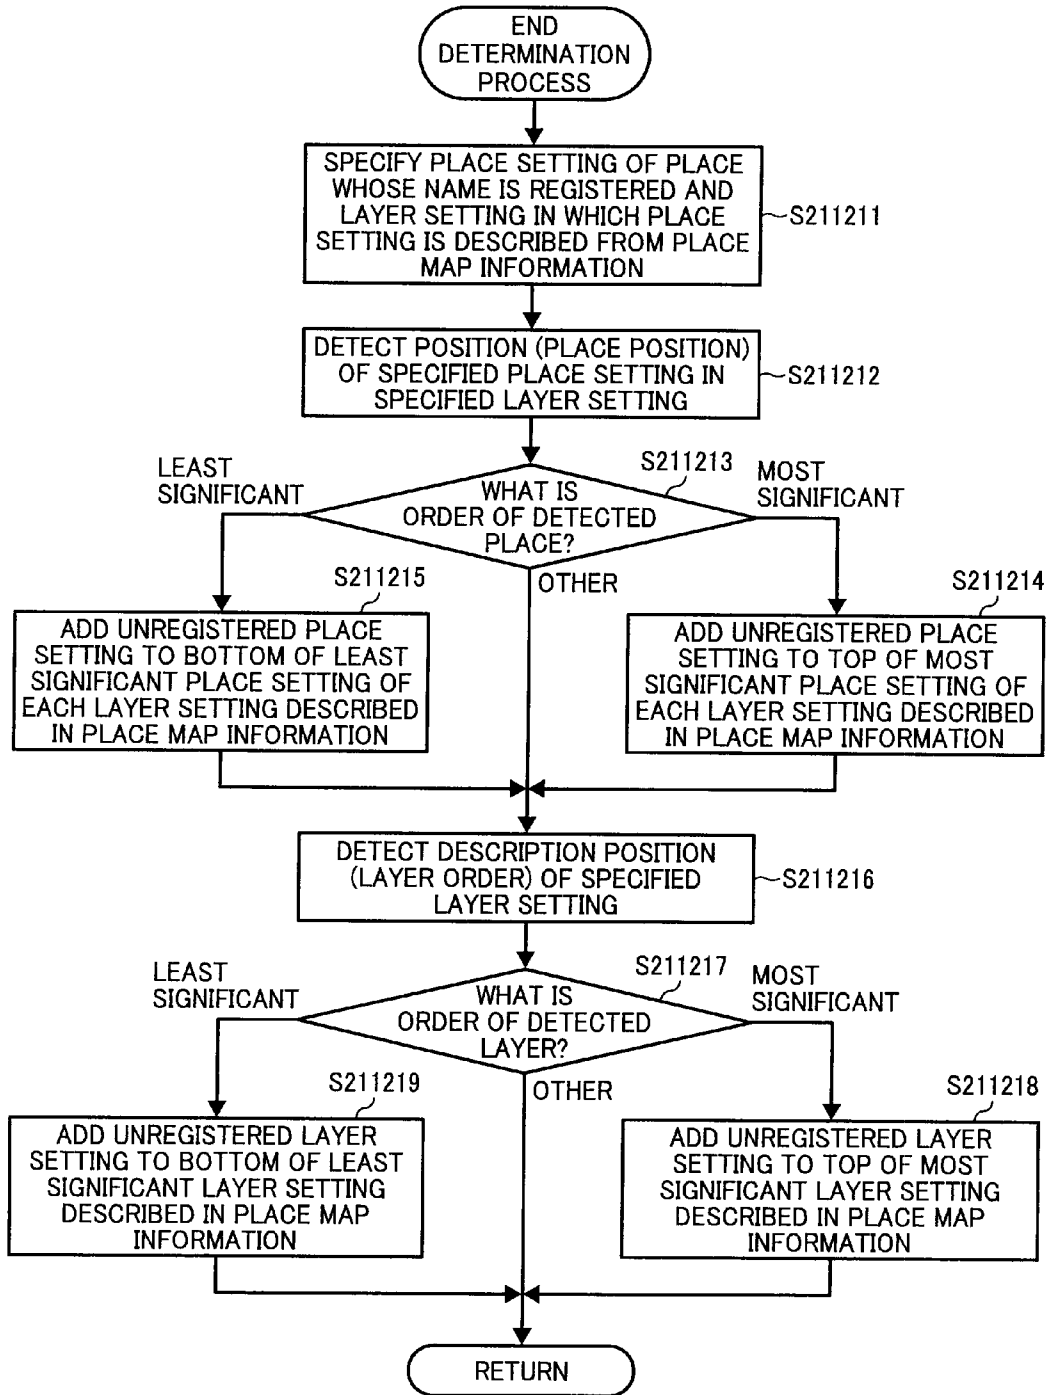 END
DETERMINATION
PROCESS
SPECIFY PLACE SETTING OF PLACE
WHOSE NAME IS REGISTERED AND
LAYER SETTING IN WHICH PLACE
SETTING IS DESCRIBED FROM PLACE
MAP INFORMATION
S211211
DETECT POSITION (PLACE POSITION)
OF SPECIFIED PLACE SETTING IN
SPECIFIED LAYER SETTING
S211212
S211213
LEAST
SIGNIFICANT
WHAT IS
ORDER OF DETECTED
PLACE?
MOST
SIGNIFICANT
OTHER
S211215
ADD UNREGISTERED PLACE
SETTING TO BOTTOM OF LEAST
SIGNIFICANT PLACE SETTING OF
EACH LAYER SETTING DESCRIBED
IN PLACE MAP INFORMATION
S211214
ADD UNREGISTERED PLACE
SETTING TO TOP OF MOST
SIGNIFICANT PLACE SETTING OF
EACH LAYER SETTING DESCRIBED
IN PLACE MAP INFORMATION
DETECT DESCRIPTION POSITION
(LAYER ORDER) OF SPECIFIED
LAYER SETTING
S211216
S211217
LEAST
SIGNIFICANT
WHAT IS
ORDER OF DETECTED
LAYER?
MOST
SIGNIFICANT
OTHER
S211219
ADD UNREGISTERED LAYER
SETTING TO BOTTOM OF LEAST
SIGNIFICANT LAYER SETTING
DESCRIBED IN PLACE MAP
INFORMATION
S211218
ADD UNREGISTERED LAYER
SETTING TO TOP OF MOST
SIGNIFICANT LAYER SETTING
DESCRIBED IN PLACE MAP
INFORMATION
RETURN